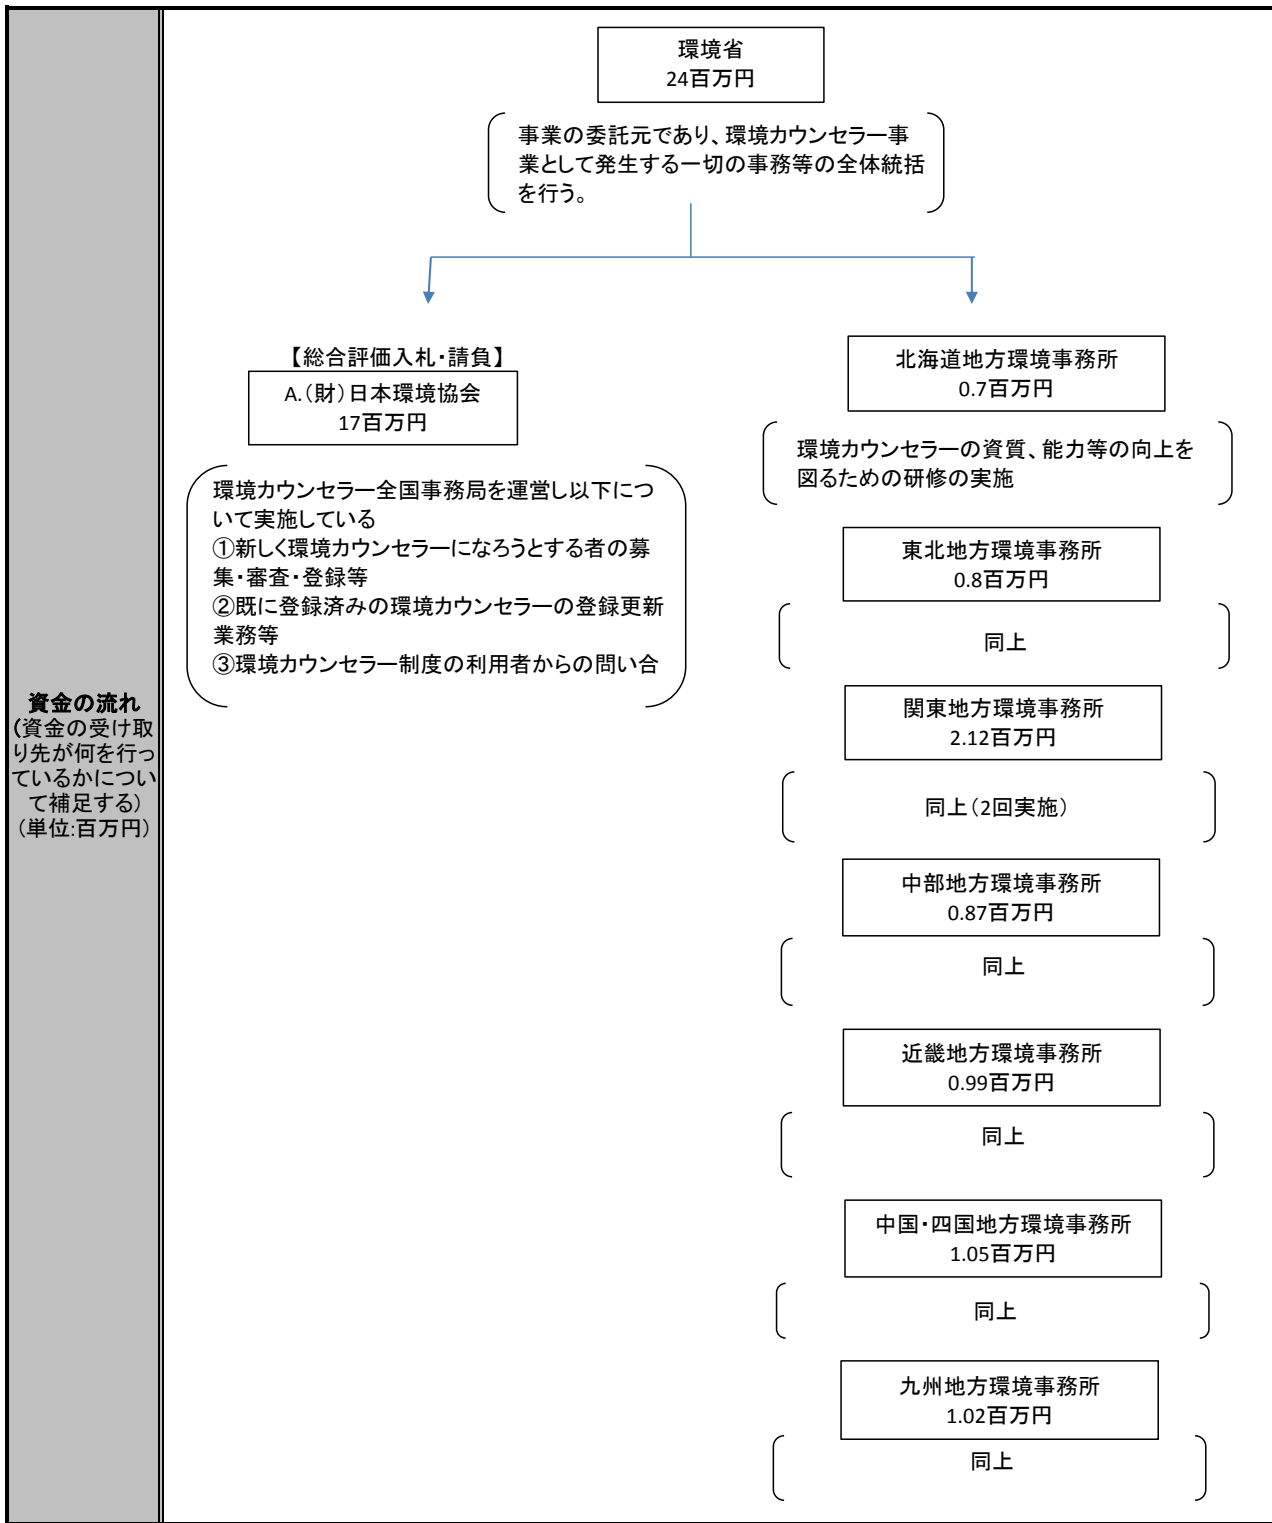 資金の流れ
(資金の受け取
り先が何を行っ
ているかについ
て補足する)
(単位:百万円)
環境省
24百万円
事業の委託元であり、環境カウンセラー事
業として発生する一切の事務等の全体統括
を行う。
【総合評価入札・請負】
A.(財)日本環境協会
17百万円
環境カウンセラー全国事務局を運営し以下につ
いて実施している
①新しく環境カウンセラーになろうとする者の募
集・審査・登録等
②既に登録済みの環境カウンセラーの登録更新
業務等
③環境カウンセラー制度の利用者からの問い合
北海道地方環境事務所
0.7百万円
環境カウンセラーの資質、能力等の向上を
図るための研修の実施
東北地方環境事務所
0.8百万円
同上
関東地方環境事務所
2.12百万円
同上(2回実施)
中部地方環境事務所
0.87百万円
同上
近畿地方環境事務所
0.99百万円
同上
中国・四国地方環境事務所
1.05百万円
同上
九州地方環境事務所
1.02百万円
同上